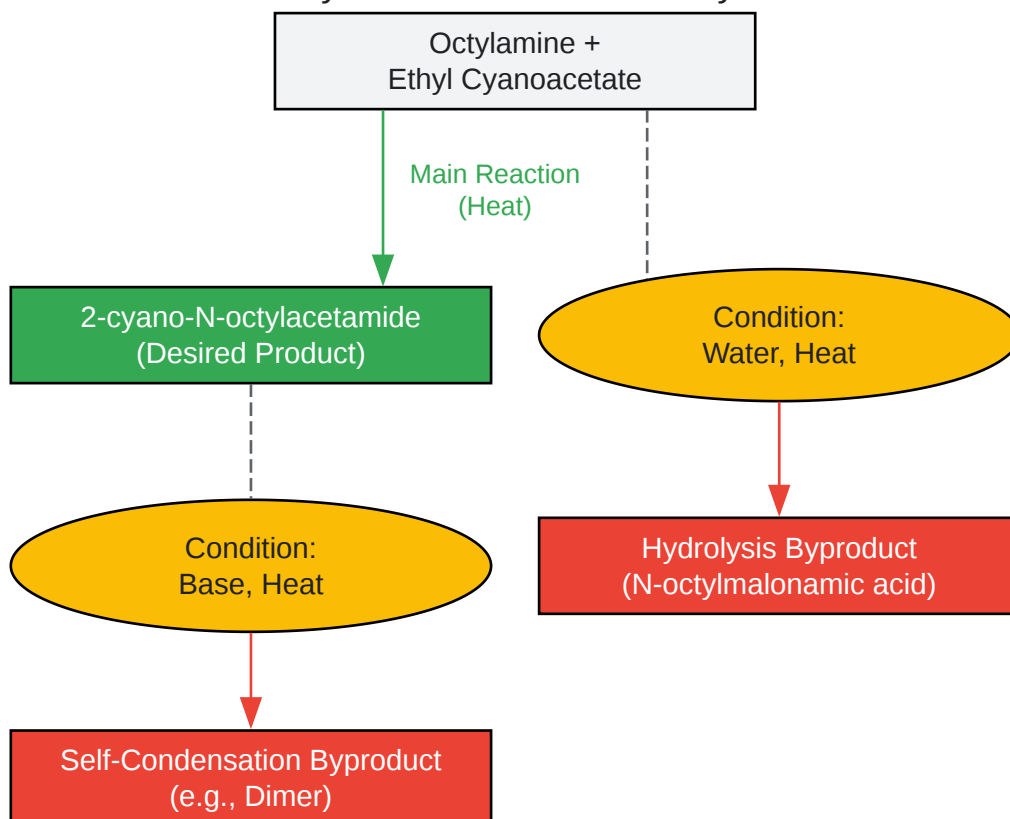 Octylamine +
Ethyl Cyanoacetate
Main Reaction
(Heat)
2-cyano-N-octylacetamide
(Desired Product)
Condition:
Water, Heat
Condition:
Base, Heat
Hydrolysis Byproduct
(N-octylmalonamic acid)
Self-Condensation Byproduct
(e.g., Dimer)